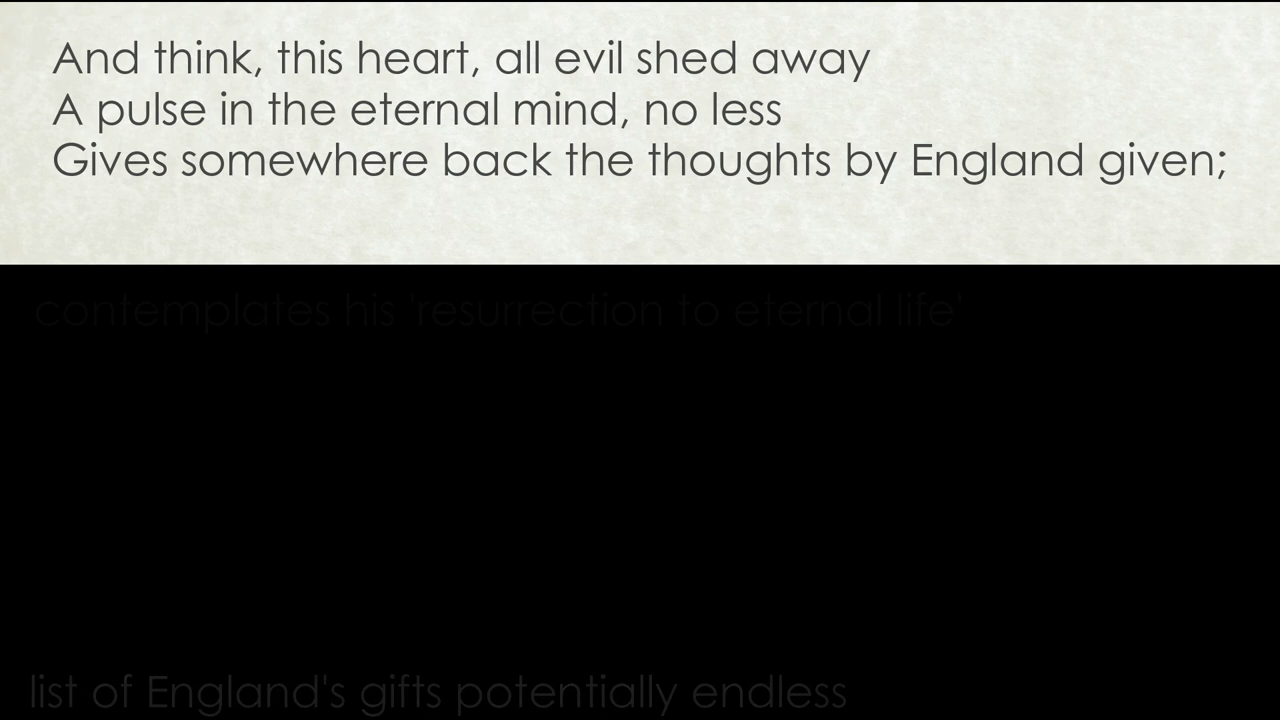 And think, this heart, all evil shed away
A pulse in the eternal mind, no less
Gives somewhere back the thoughts by England given;
contemplates his 'resurrection to eternal life'
list of England's gifts potentially endless